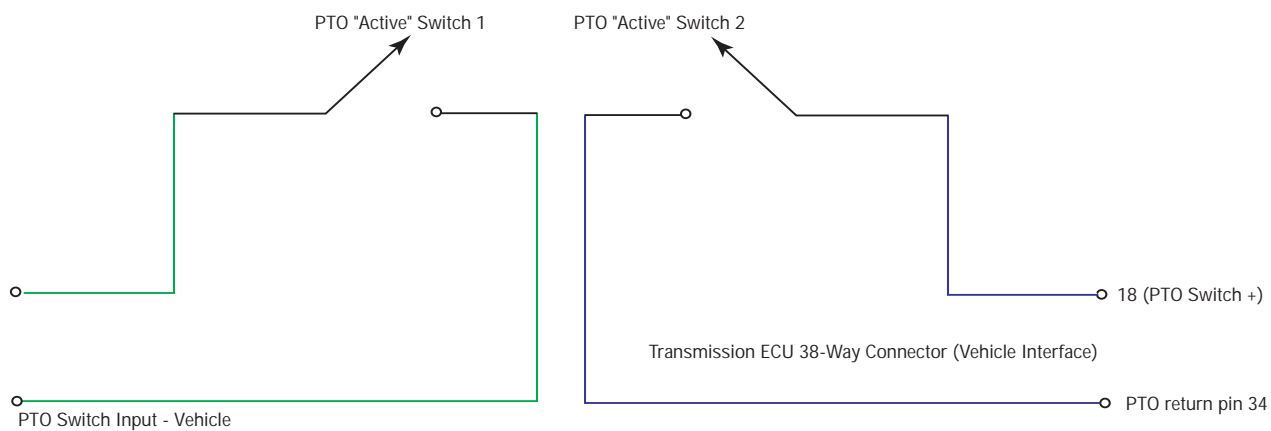 PTO "Active" Switch 1
PTO "Active" Switch 2
18 (PTO Switch +)
Transmission ECU 38-Way Connector (Vehicle Interface)
PTO return pin 34
PTO Switch Input - Vehicle